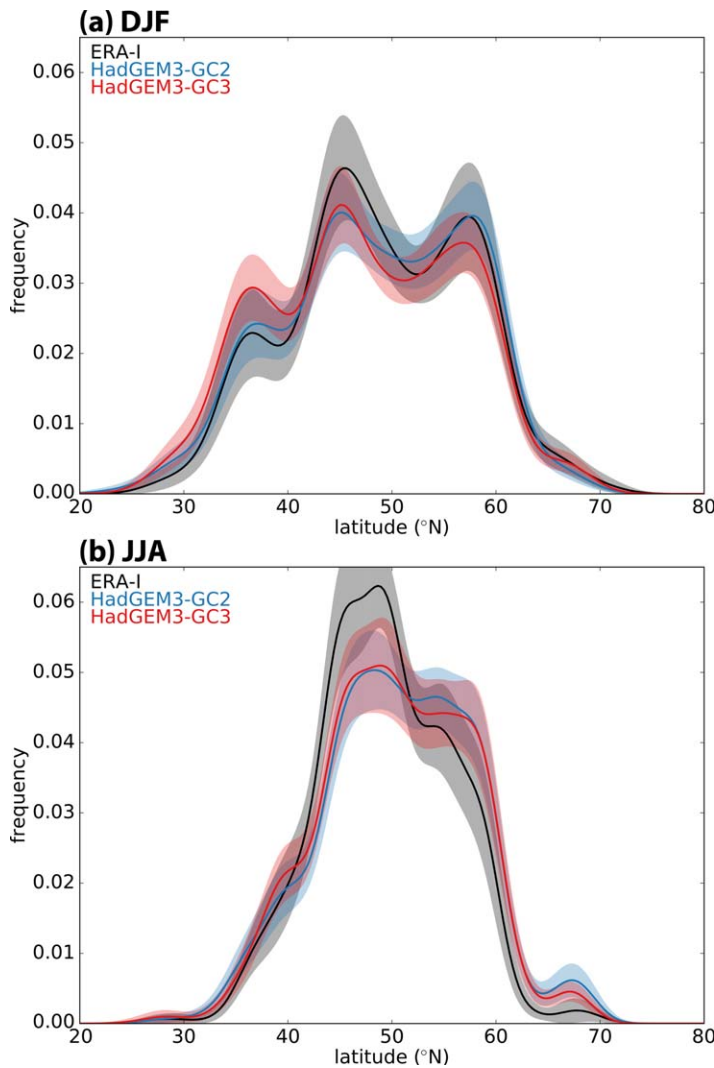 (a) DJF
ERA-I
HadGEM3-GC2
HadGEM3-GC3
0.06
0.05
0.04
0.03
0.02
0.01
0.00
frequency
20 30 40 50 60 70 80
latitude (°N)
(b) JJA
ERA-I
HadGEM3-GC2
HadGEM3-GC3
0.06
0.05
0.04
0.03
0.02
0.01
0.00
frequency
20 30 40 50 60 70 80
latitude (°N)